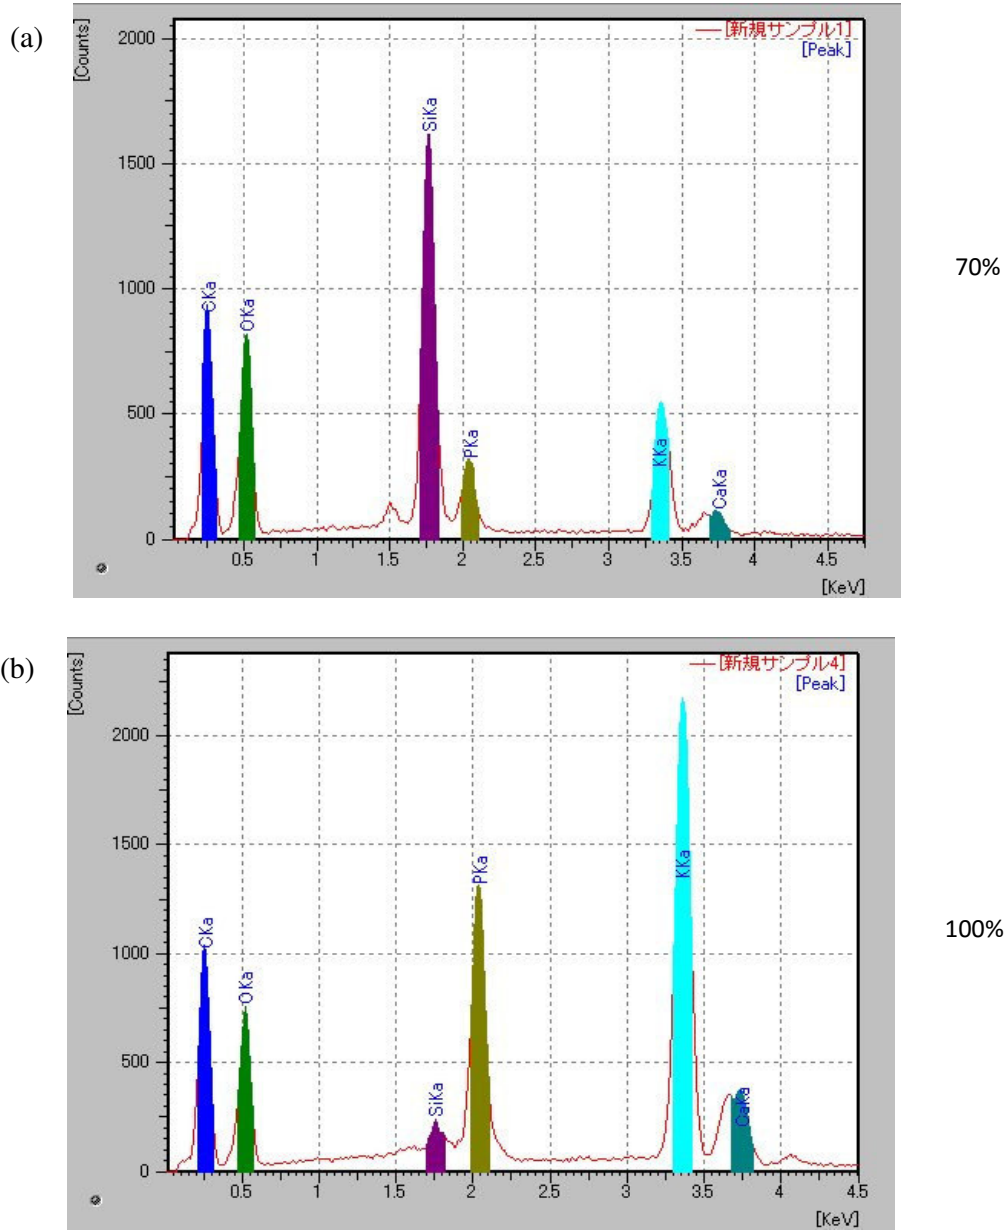 (a)
[Counts]
[新規サンプル1]
[Peak]
2000
1500
1000
500
0
CKa
OKa
SiKa
PKa
KKa
CaKa
0.5
1
1.5
2
2.5
3
3.5
4
4.5
[KeV]
70%
(b)
[Counts]
[新規サンプル4]
[Peak]
2000
1500
1000
500
0
CKa
OKa
SiKa
PKa
KKa
CaKa
0.5
1
1.5
2
2.5
3
3.5
4
4.5
[KeV]
100%